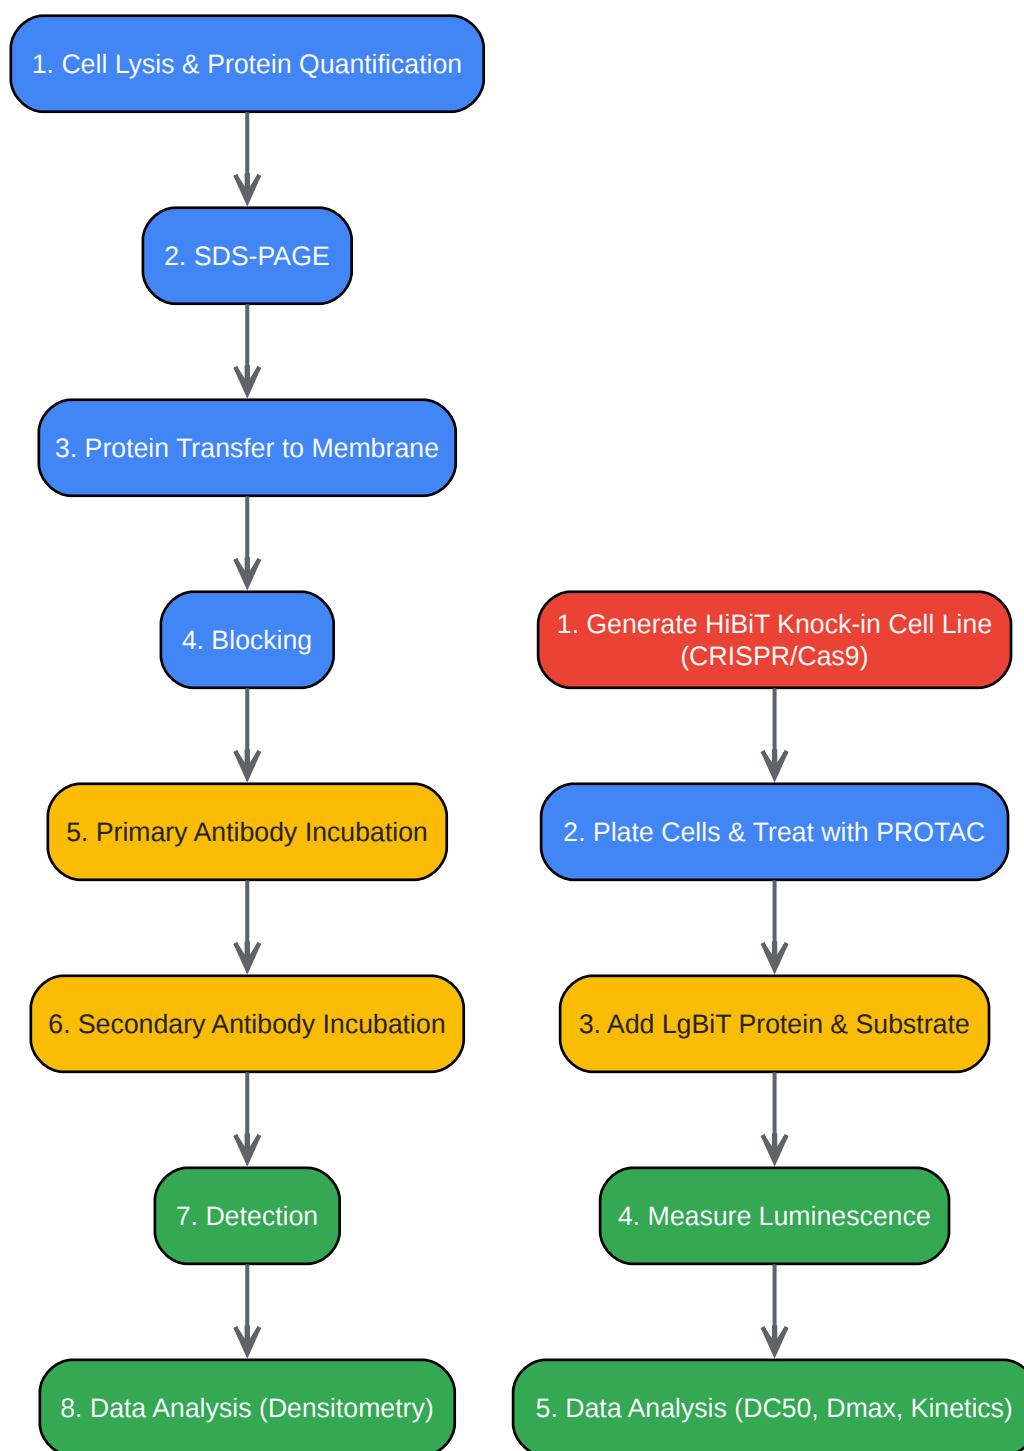 1. Cell Lysis & Protein Quantification
2. SDS-PAGE
3. Protein Transfer to Membrane
4. Blocking
5. Primary Antibody Incubation
6. Secondary Antibody Incubation
7. Detection
8. Data Analysis (Densitometry)
1. Generate HiBiT Knock-in Cell Line
(CRISPR/Cas9)
2. Plate Cells & Treat with PROTAC
3. Add LgBiT Protein & Substrate
4. Measure Luminescence
5. Data Analysis (DC50, Dmax, Kinetics)